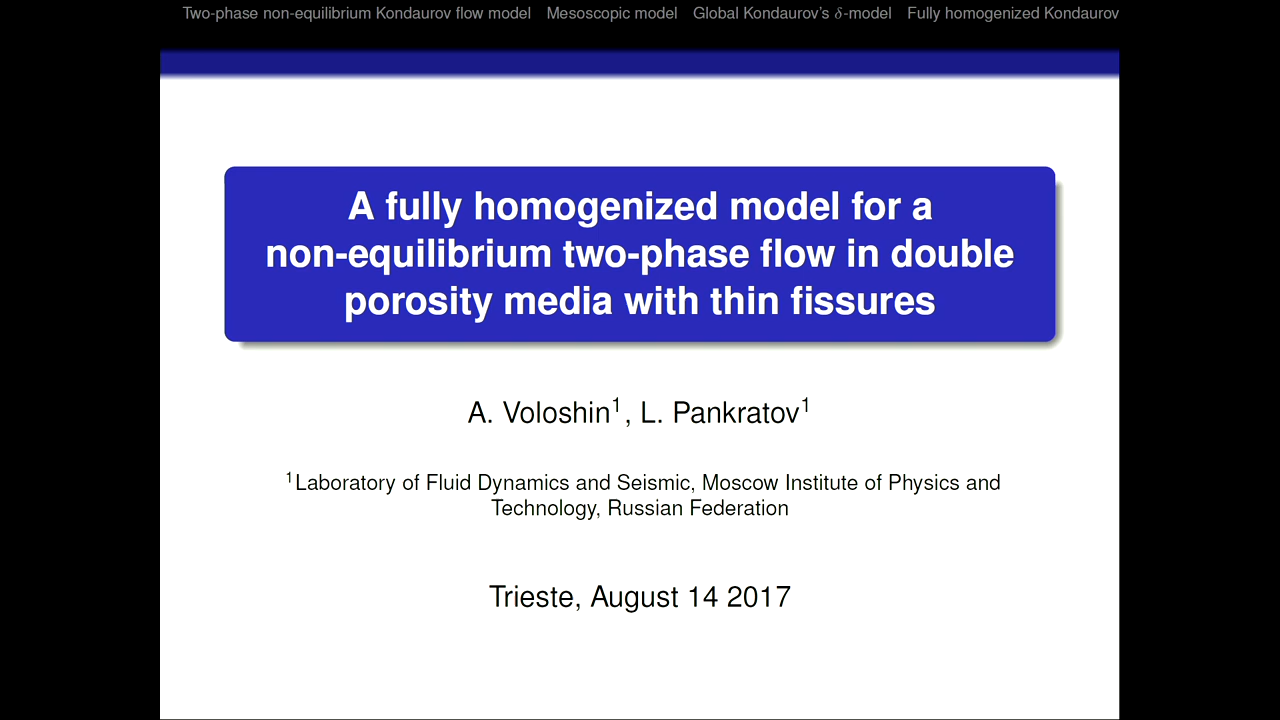 Two-phase non-equilibrium Kondaurov flow model Mesoscopic model Global Kondaurov's δ-model Fully homogenized Kondaurov
A fully homogenized model for a
non-equilibrium two-phase flow in double
porosity media with thin fissures
A. Voloshin¹, L. Pankratov¹
¹Laboratory of Fluid Dynamics and Seismic, Moscow Institute of Physics and
Technology, Russian Federation
Trieste, August 14 2017